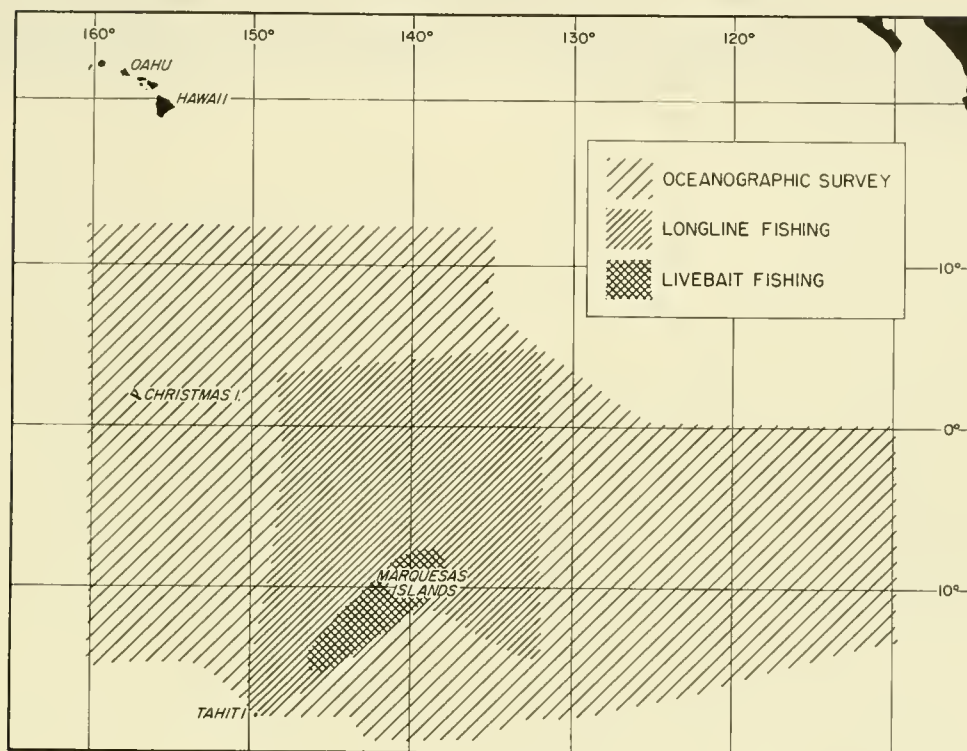 160° 150° 140° 130° 120°
OAHU
HAWAII
OCEANOGRAPHIC SURVEY
LONGLINE FISHING
LIVEBAIT FISHING
10°
CHRISTMAS I.
0°
MARQUESAS
ISLANDS
10°
TAHITI